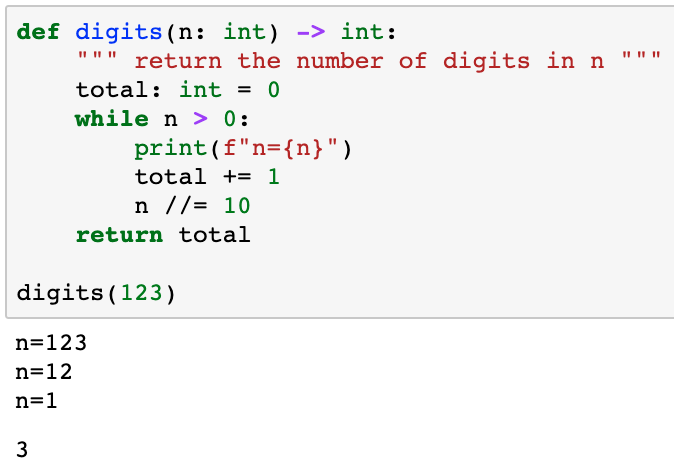 def digits(n: int) -> int:
    """ return the number of digits in n """
    total: int = 0
    while n > 0:
        print(f"n={n}")
        total += 1
        n //= 10
    return total

digits(123)
n=123
n=12
n=1
3